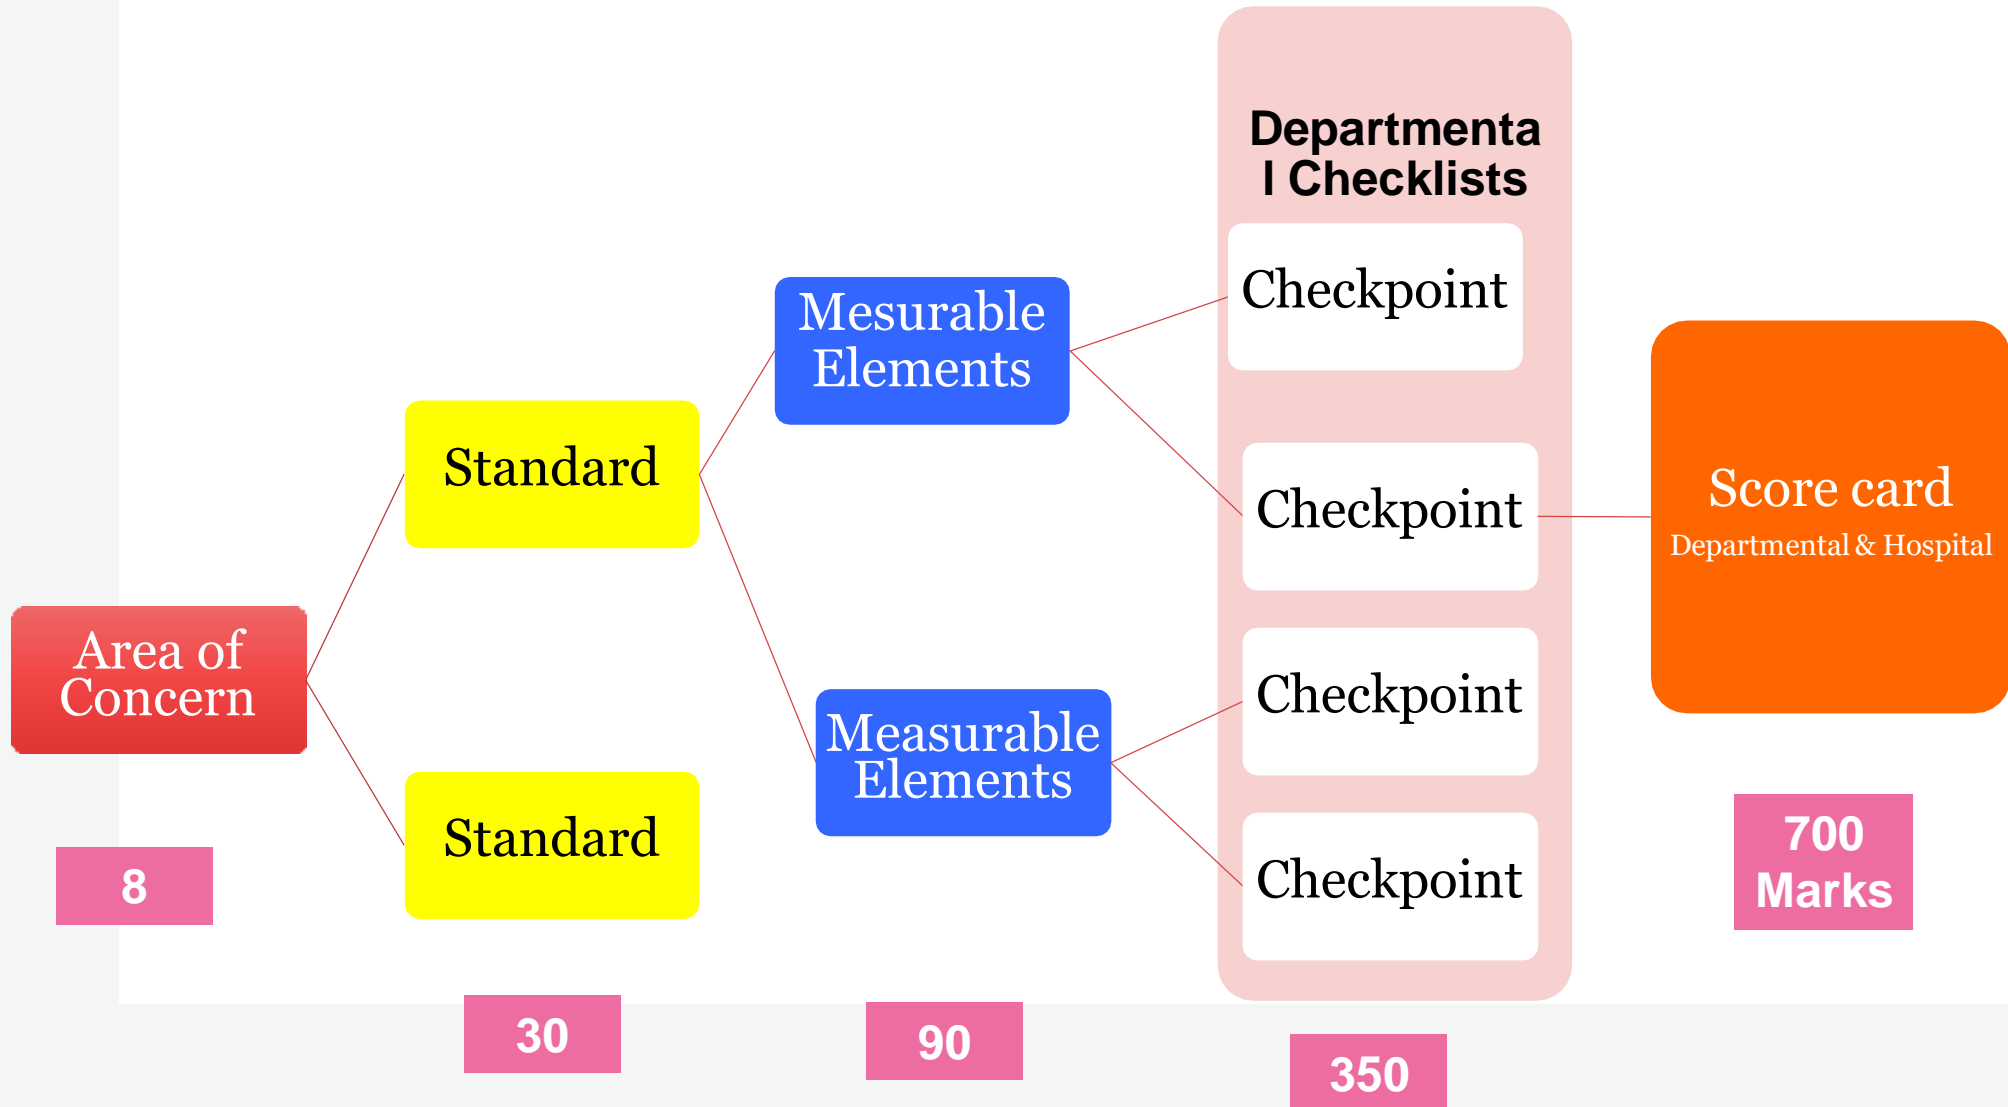 Departmenta
l Checklists
Checkpoint
Mesurable
Elements
Standard
Checkpoint
Score card
Departmental & Hospital
Area of
Concern
Checkpoint
Measurable
Elements
Standard
Checkpoint
700
Marks
8
30
90
350